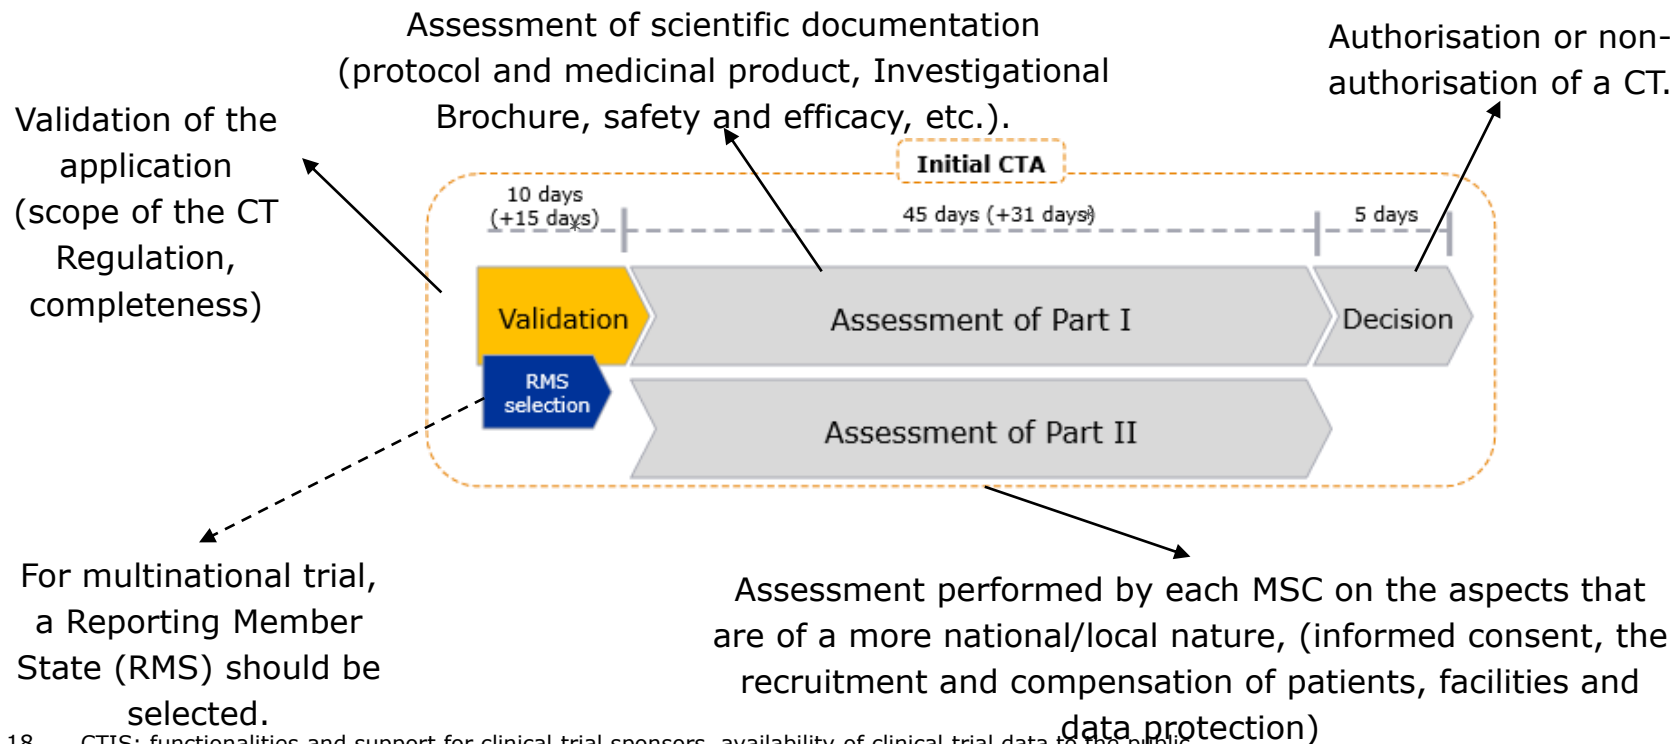 Assessment of scientific documentation
(protocol and medicinal product, Investigational
Brochure, safety and efficacy, etc.).
Authorisation or non-
authorisation of a CT.
Validation of the
application
(scope of the CT
Regulation,
completeness)
Initial CTA
10 days
(+15 days)
*
45 days (+31 days*)
5 days
Validation
Assessment of Part I
Decision
RMS
selection
Assessment of Part II
For multinational trial,
a Reporting Member
State (RMS) should be
selected.
Assessment performed by each MSC on the aspects that
are of a more national/local nature, (informed consent, the
recruitment and compensation of patients, facilities and
data protection)
18 CTIS: functionalities and support for clinical trial sponsors, availability of clinical trial data to the public